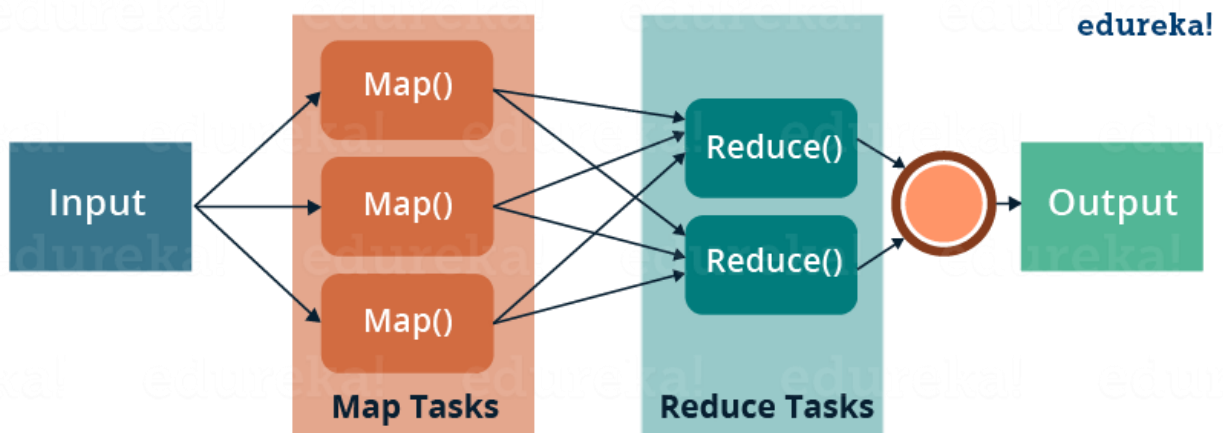 edureka!
Input
Map()
Map()
Map()
Map Tasks
Reduce()
Reduce()
Reduce Tasks
Output